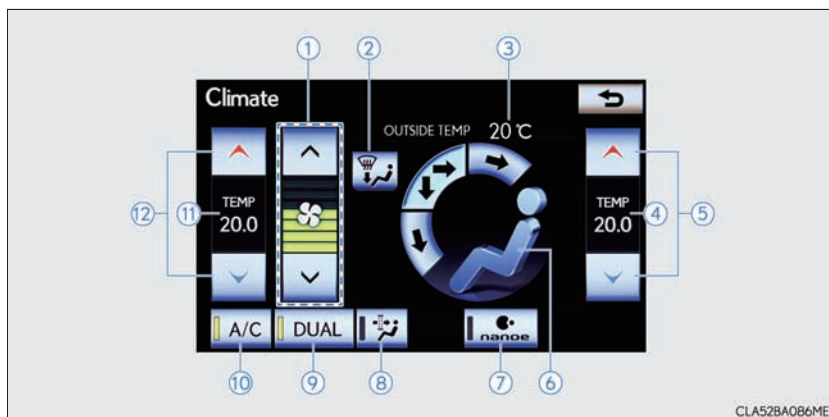 ① ② ③
Climate
OUTSIDE TEMP 20 ℃
TEMP
20.0
TEMP
20.0
⑫ ⑪ ④ ⑤
A/C DUAL nanoe
⑩ ⑨ ⑧ ⑦ ⑥
CLA52BA086ME